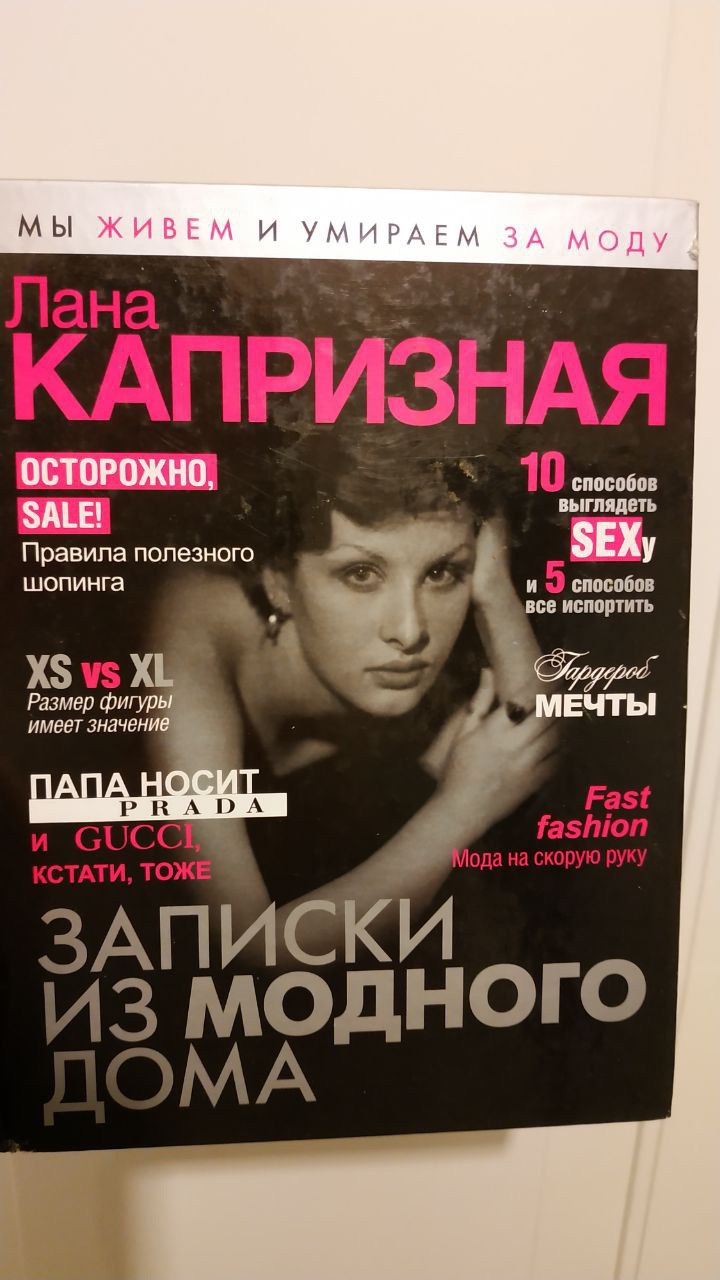 МЫ ЖИВЕМ И УМИРАЕМ ЗА МОДУ
Лана
КАПРИЗНАЯ
ОСТОРОЖНО,
SALE!
Правила полезного
шопинга
10 способов
выглядеть
SEXy
и 5 способов
все испортить
XS vs XL
Размер фигуры
имеет значение
Гардероб
МЕЧТЫ
ПАПА НОСИТ
PRADA
И GUCCI,
КСТАТИ, ТОЖЕ
Fast
fashion
Мода на скорую руку
ЗАПИСКИ
ИЗ МОДНОГО
ДОМА